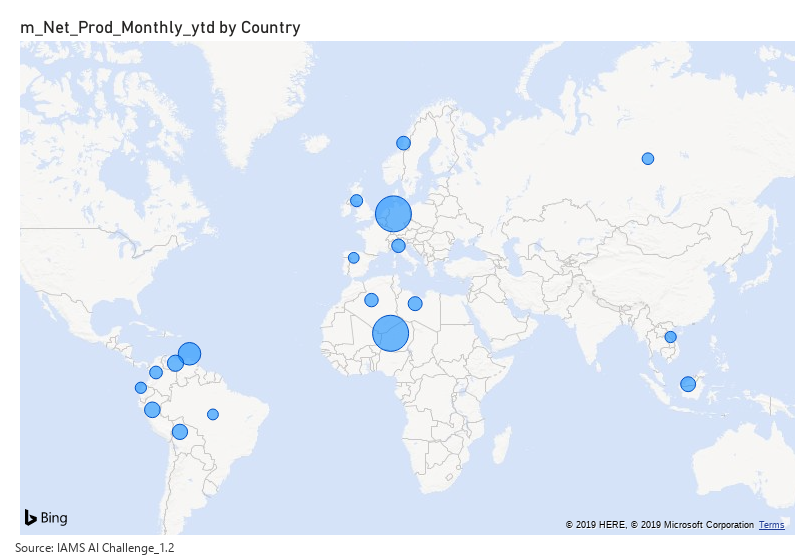 m_Net_Prod_Monthly_ytd by Country
Bing
© 2019 HERE, © 2019 Microsoft Corporation Terms
Source: IAMS AI Challenge_1.2